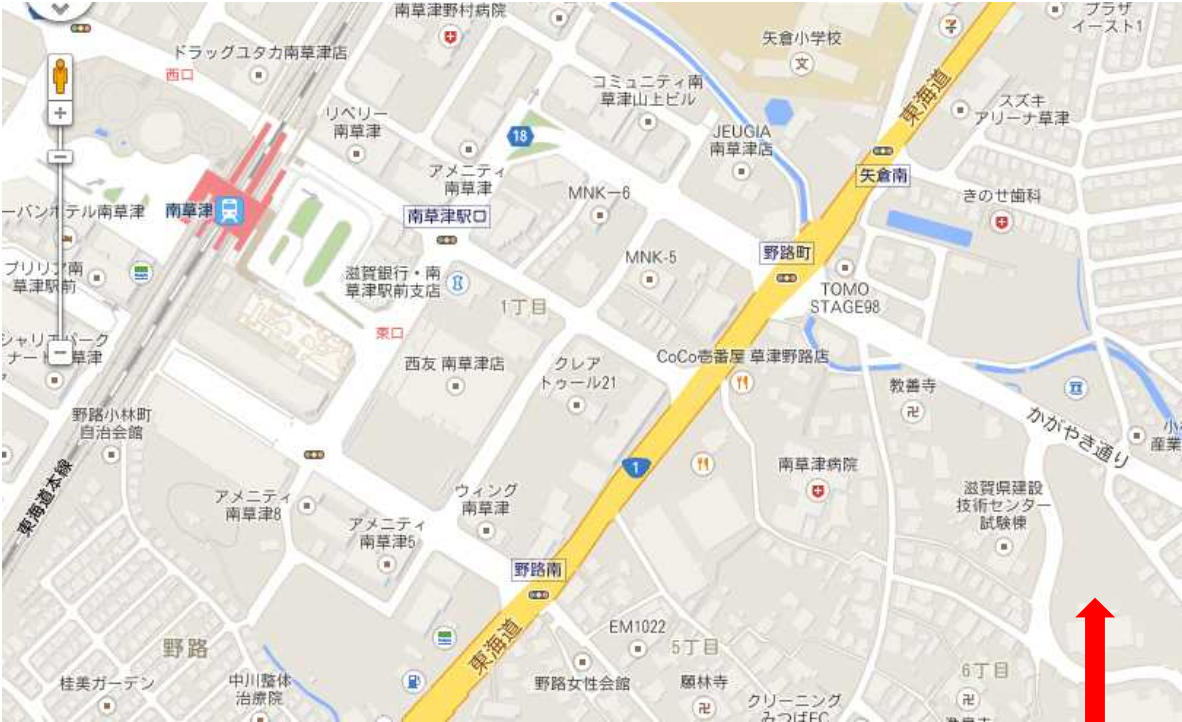 南草津野村病院
プラザ
イースト1
ドラッグユタカ南草津店
西口
矢倉小学校
文
東海道
コミュニティ南
草津山上ビル
スズキ
アリーナ草津
リベリー
南草津
18
JEUGIA
南草津店
アメニティ
南草津
矢倉南
MNK－6
きのせ歯科
ーバンホテル南草津
南草津
南草津駅口
野路町
MNK-5
プリリア南
草津駅前
滋賀銀行・南
草津駅前支店
1丁目
TOMO
STAGE98
東口
シャリエパーク
ナート
草津
西友 南草津店
クレア
トゥール21
CoCo壱番屋 草津野路店
教善寺
野路小林町
自治会館
かがやき通り
産業
1
南草津病院
東海道本線
アメニティ
南草津8
ウィング
南草津
滋賀県建設
技術センター
試験棟
アメニティ
南草津5
野路南
東海道
EM1022
5丁目
野路
6丁目
桂美ガーデン
中川整体
治療院
野路女性会館
願林寺
クリーニング
みつばFC